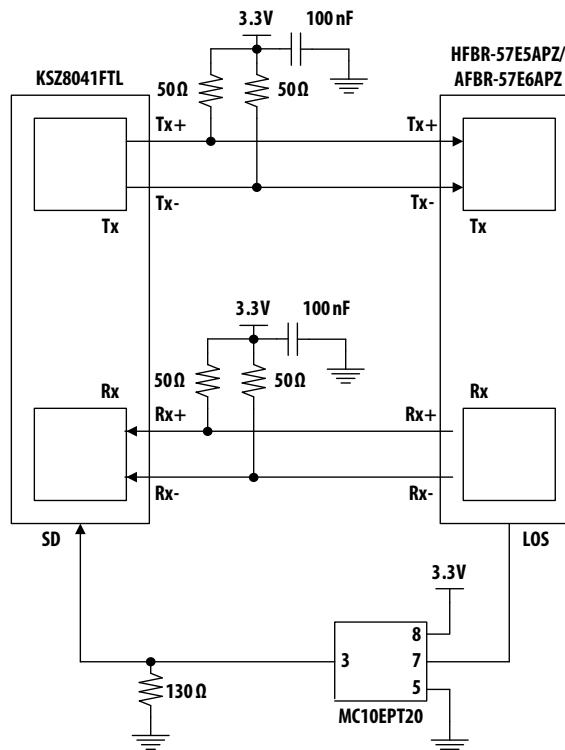 3.3V
100 nF
KSZ8041FTL
HFBR-57E5APZ/
AFBR-57E6APZ
50Ω
50Ω
Tx+
Tx+
Tx-
Tx-
Tx
Tx
3.3V
100 nF
50Ω
50Ω
Rx
Rx
Rx+
Rx+
Rx-
Rx-
SD
LOS
3.3V
8
3
7
5
130 Ω
MC10EPT20